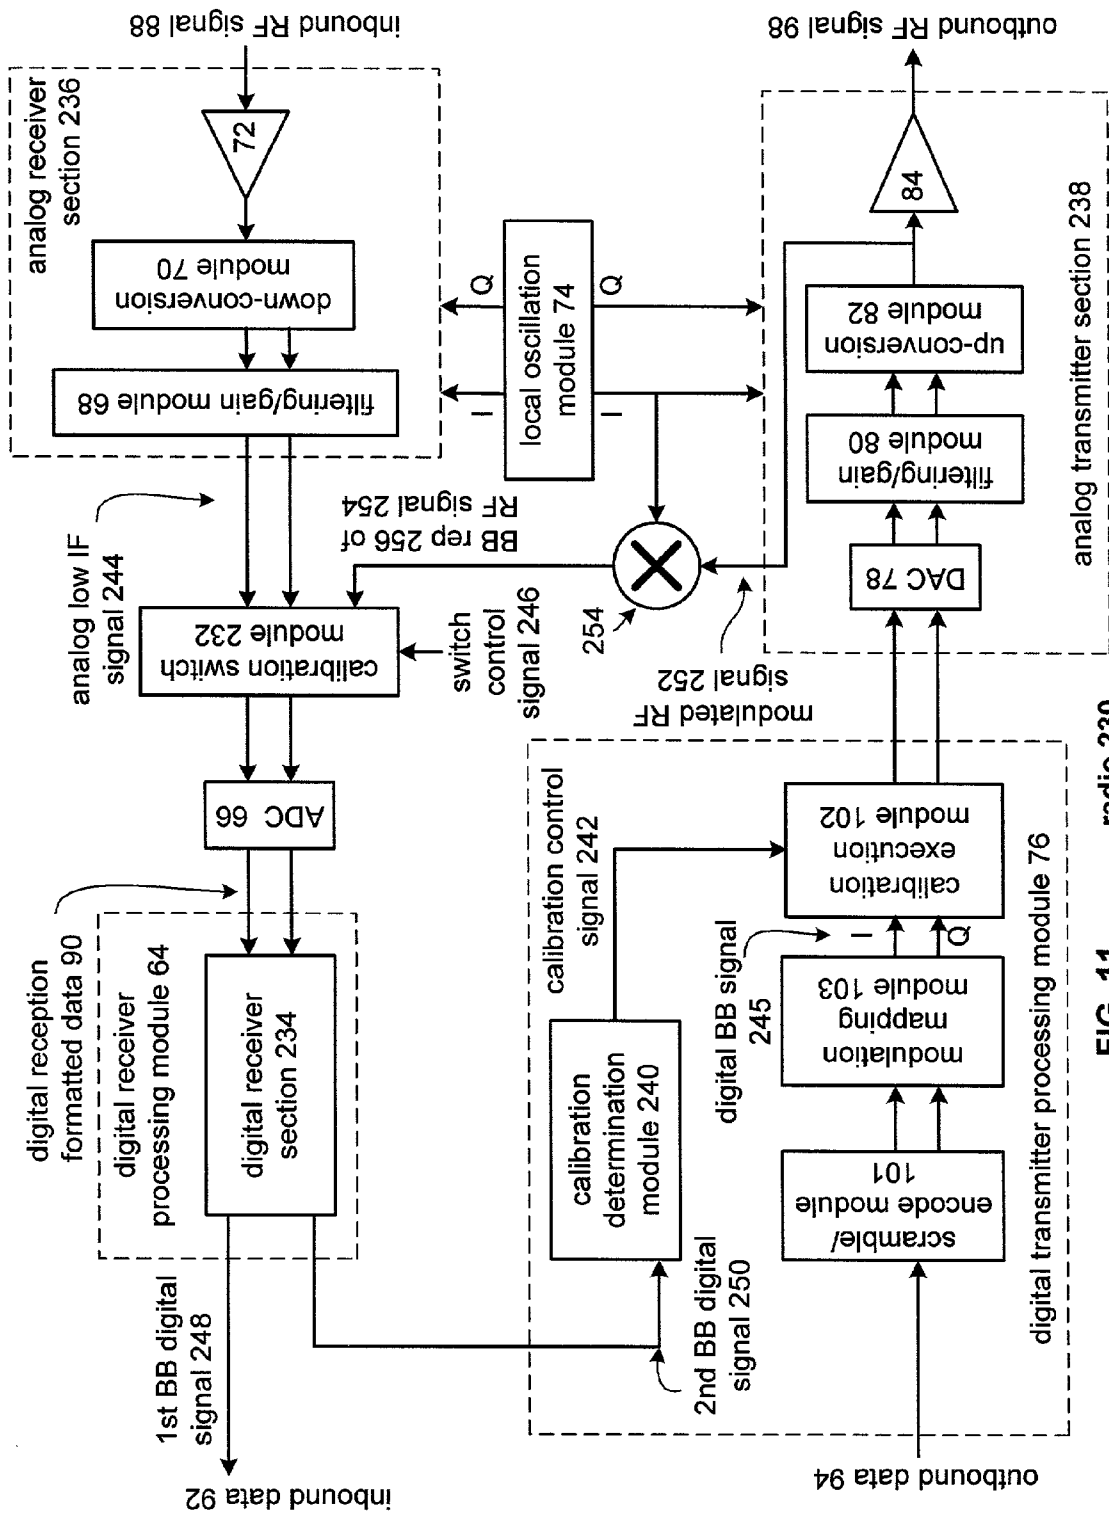 inbound RF
signal 88
outbound RF
signal 98
analog receiver
section 236
72
down-conversion
module 70
filtering/gain module 68
Q
I
local oscillation
module 74
Q
I
84
up-conversion
module 82
filtering/gain
module 80
DAC 78
analog transmitter section 238
analog low IF
signal 244
BB rep 256 of
RF signal 254
calibration switch
module 232
switch
control
signal 246
254
modulated RF
signal 252
ADC 66
digital reception
formatted data 90
digital receiver
processing module 64
digital receiver
section 234
1st BB digital
signal 248
inbound data 92
calibration control
signal 242
calibration
determination
module 240
2nd BB digital
signal 250
digital BB signal
245
I
Q
calibration
execution
module 102
modulation
mapping
module 103
scramble/
encode module
101
outbound data 94
digital transmitter processing module 76
FIG. 11
radio 230